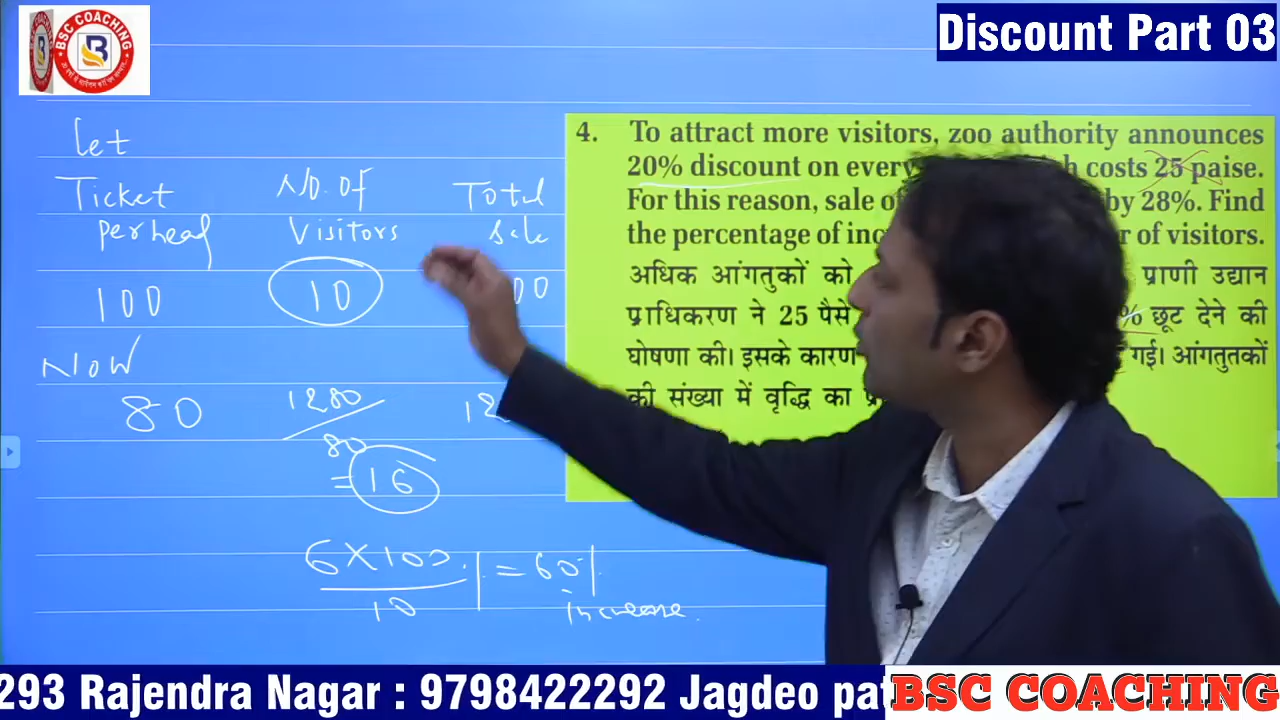 BSC COACHING
Discount Part 03
let
Ticket per head
No. of Visitors
Total Sale
100 10 00
Now
80 1280/80 12
= 16
6 X 100 / 10 % = 60%
increase
4. To attract more visitors, zoo authority announces
20% discount on every costs 25 paise.
For this reason, sale of by 28%. Find
the percentage of inc r of visitors.
अधिक आंगतुकों को प्राणी उद्यान
प्राधिकरण ने 25 पैसे % छूट देने की
घोषणा की। इसके कारण गई। आंगतुतकों
की संख्या में वृद्धि का
293 Rajendra Nagar : 9798422292 Jagdeo pat
BSC COACHING